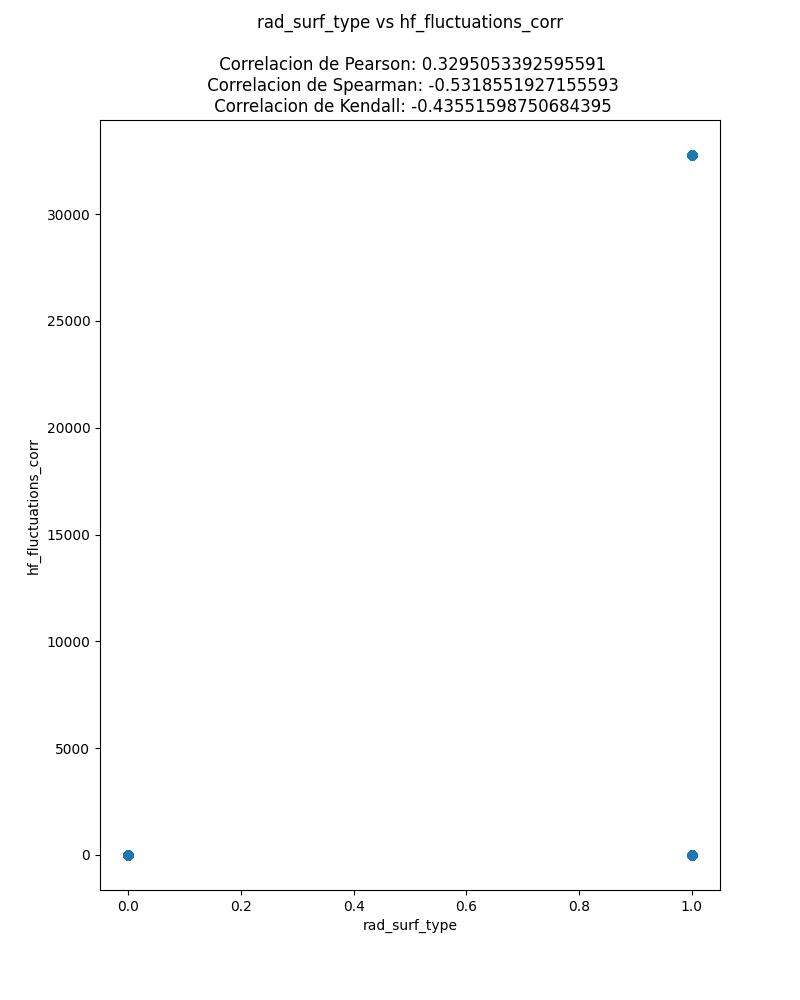 rad_surf_type vs hf_fluctuations_corr
Correlacion de Pearson: 0.3295053392595591
Correlacion de Spearman: -0.5318551927155593
Correlacion de Kendall: -0.43551598750684395
30000
25000
20000
15000
10000
5000
0
hf_fluctuations_corr
0.0
0.2
0.4
0.6
0.8
1.0
rad_surf_type